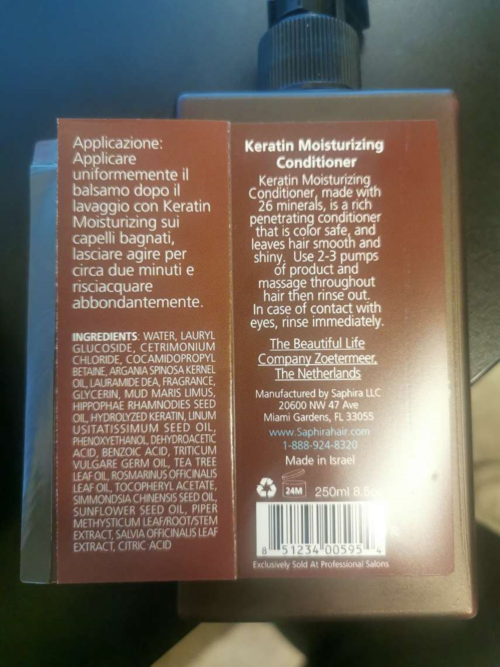 Applicazione:
Applicare
uniformemente il
balsamo dopo il
lavaggio con Keratin
Moisturizing sui
capelli bagnati,
lasciare agire per
circa due minuti e
risciacquare
abbondantemente.
INGREDIENTS: WATER, LAURYL
GLUCOSIDE, CETRIMONIUM
CHLORIDE, COCAMIDOPROPYL
BETAINE, ARGANIA SPINOSA KERNEL
OIL, LAURAMIDE DEA, FRAGRANCE,
GLYCERIN, MUD MARIS LIMUS,
HIPPOPHAE RHAMNODIES SEED
OIL, HYDROLYZED KERATIN, LINUM
USITATISSIMUM SEED OIL,
PHENOXYETHANOL, DEHYDROACETIC
ACID, BENZOIC ACID, TRITICUM
VULGARE GERM OIL, TEA TREE
LEAF OIL, ROSMARINUS OFFICINALIS
LEAF OIL, TOCOPHERYL ACETATE,
SIMMONDSIA CHINENSIS SEED OIL,
SUNFLOWER SEED OIL, PIPER
METHYSTICUM LEAF/ROOT/STEM
EXTRACT, SALVIA OFFICINALIS LEAF
EXTRACT, CITRIC ACID
Keratin Moisturizing
Conditioner
Keratin Moisturizing
Conditioner, made with
26 minerals, is a rich
penetrating conditioner
that is color safe, and
leaves hair smooth and
shiny. Use 2-3 pumps
of product and
massage throughout
hair then rinse out.
In case of contact with
eyes, rinse immediately.
The Beautiful Life
Company Zoetermeer,
The Netherlands
Manufactured by Saphira LLC
20600 NW 47 Ave
Miami Gardens, FL 33055
www.Saphirahair.com
1-888-924-8320
Made in Israel
24M 250ml
8 51234 00595 4
Exclusively Sold At Professional Salons